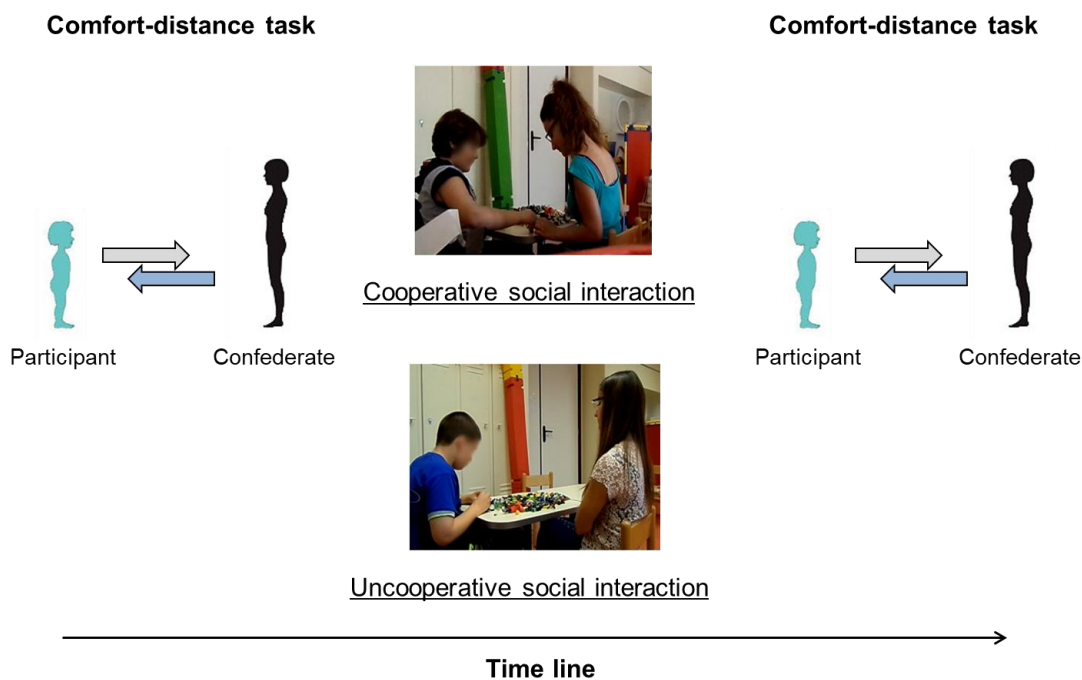 Comfort-distance task
Comfort-distance task
Cooperative social interaction
Participant
Confederate
Participant
Confederate
Uncooperative social interaction
Time line